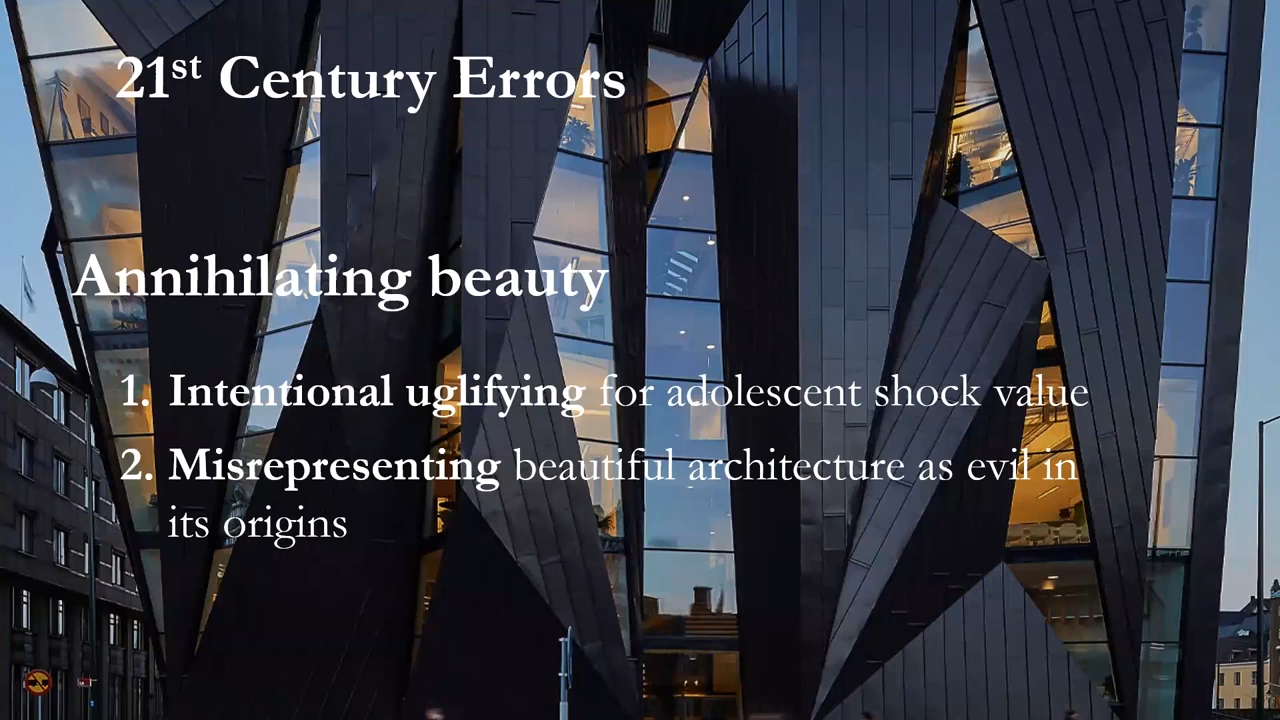 21st Century Errors
Annihilating beauty
1. Intentional uglifying for adolescent shock value
2. Misrepresenting beautiful architecture as evil in
its origins